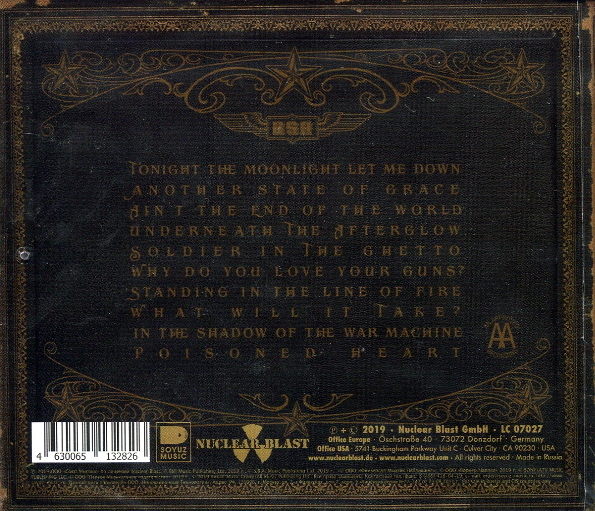 RSR
TONIGHT THE MOONLIGHT LET ME DOWN
ANOTHER STATE OF GRACE
AIN'T THE END OF THE WORLD
UNDERNEATH THE AFTERGLOW
SOLDIER IN THE GHETTO
WHY DO YOU LOVE YOUR GUNS?
STANDING IN THE LINE OF FIRE
WHAT WILL IT TAKE?
IN THE SHADOW OF THE WAR MACHINE
POISONED HEART
4 630065 132826
SOYUZ MUSIC
NUCLEAR BLAST
℗ + © 2019 · Nuclear Blast GmbH · LC 07027
Office Europe · Oschstraße 40 · 73072 Donzdorf · Germany
Office USA · 5741 Buckingham Parkway Unit C · Culver City · CA 90230 · USA
www.nuclearblast.de · www.nuclearblast.com · All rights reserved · Made in Russia